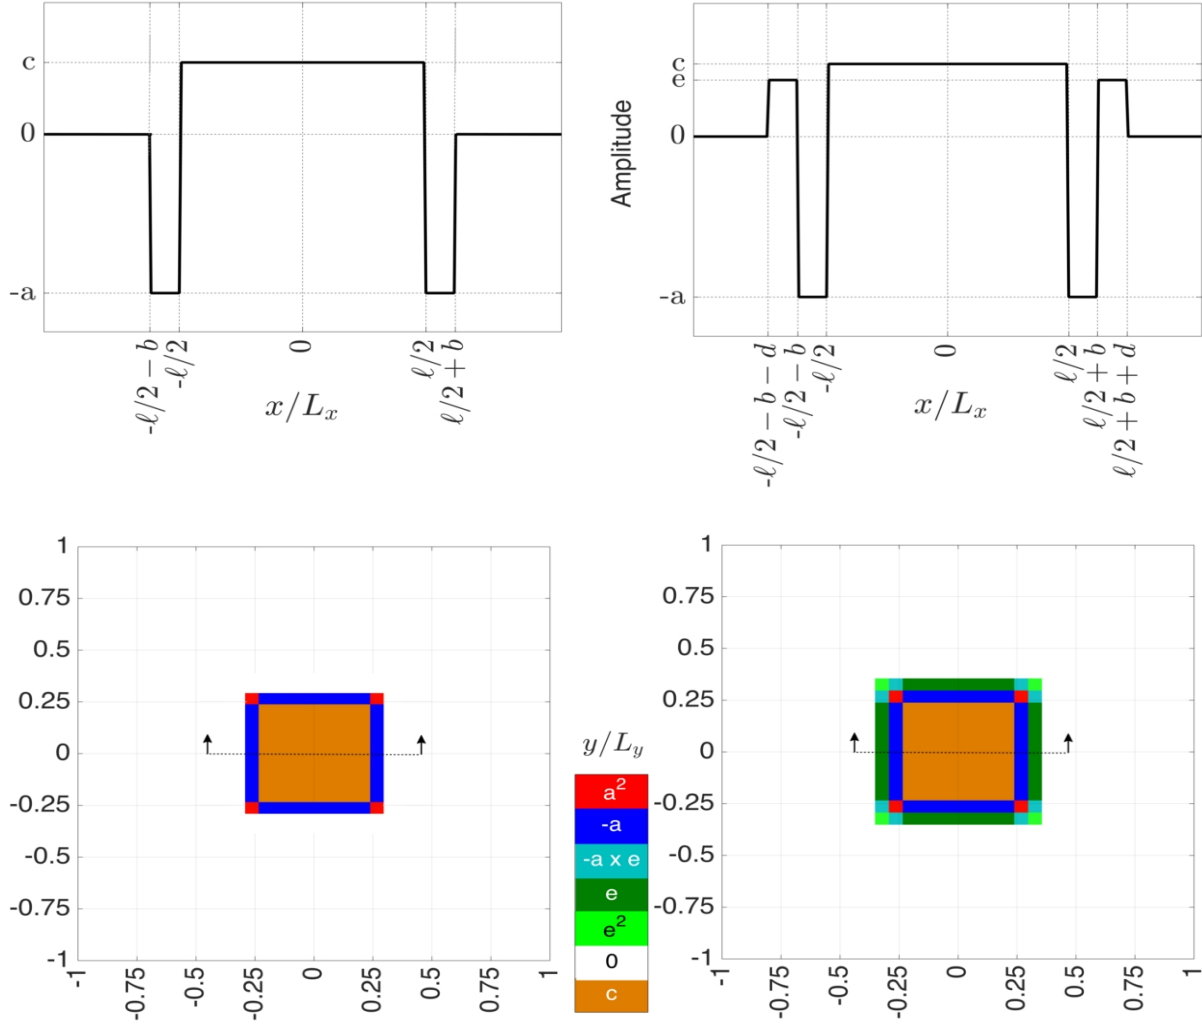 c
0
-a
-ℓ/2 − b
-ℓ/2
0
ℓ/2
ℓ/2 + b
x/Lₓ
Amplitude
c
e
0
-a
-ℓ/2 − b − d
-ℓ/2 − b
-ℓ/2
0
ℓ/2
ℓ/2 + b
ℓ/2 + b + d
x/Lₓ
1
0.75
0.5
0.25
0
-0.25
-0.5
-0.75
-1
-1
-0.75
-0.5
-0.25
0
0.25
0.5
0.75
1
y/L_y
a²
-a
-a x e
e
e²
0
c
1
0.75
0.5
0.25
0
-0.25
-0.5
-0.75
-1
-1
-0.75
-0.5
-0.25
0
0.25
0.5
0.75
1